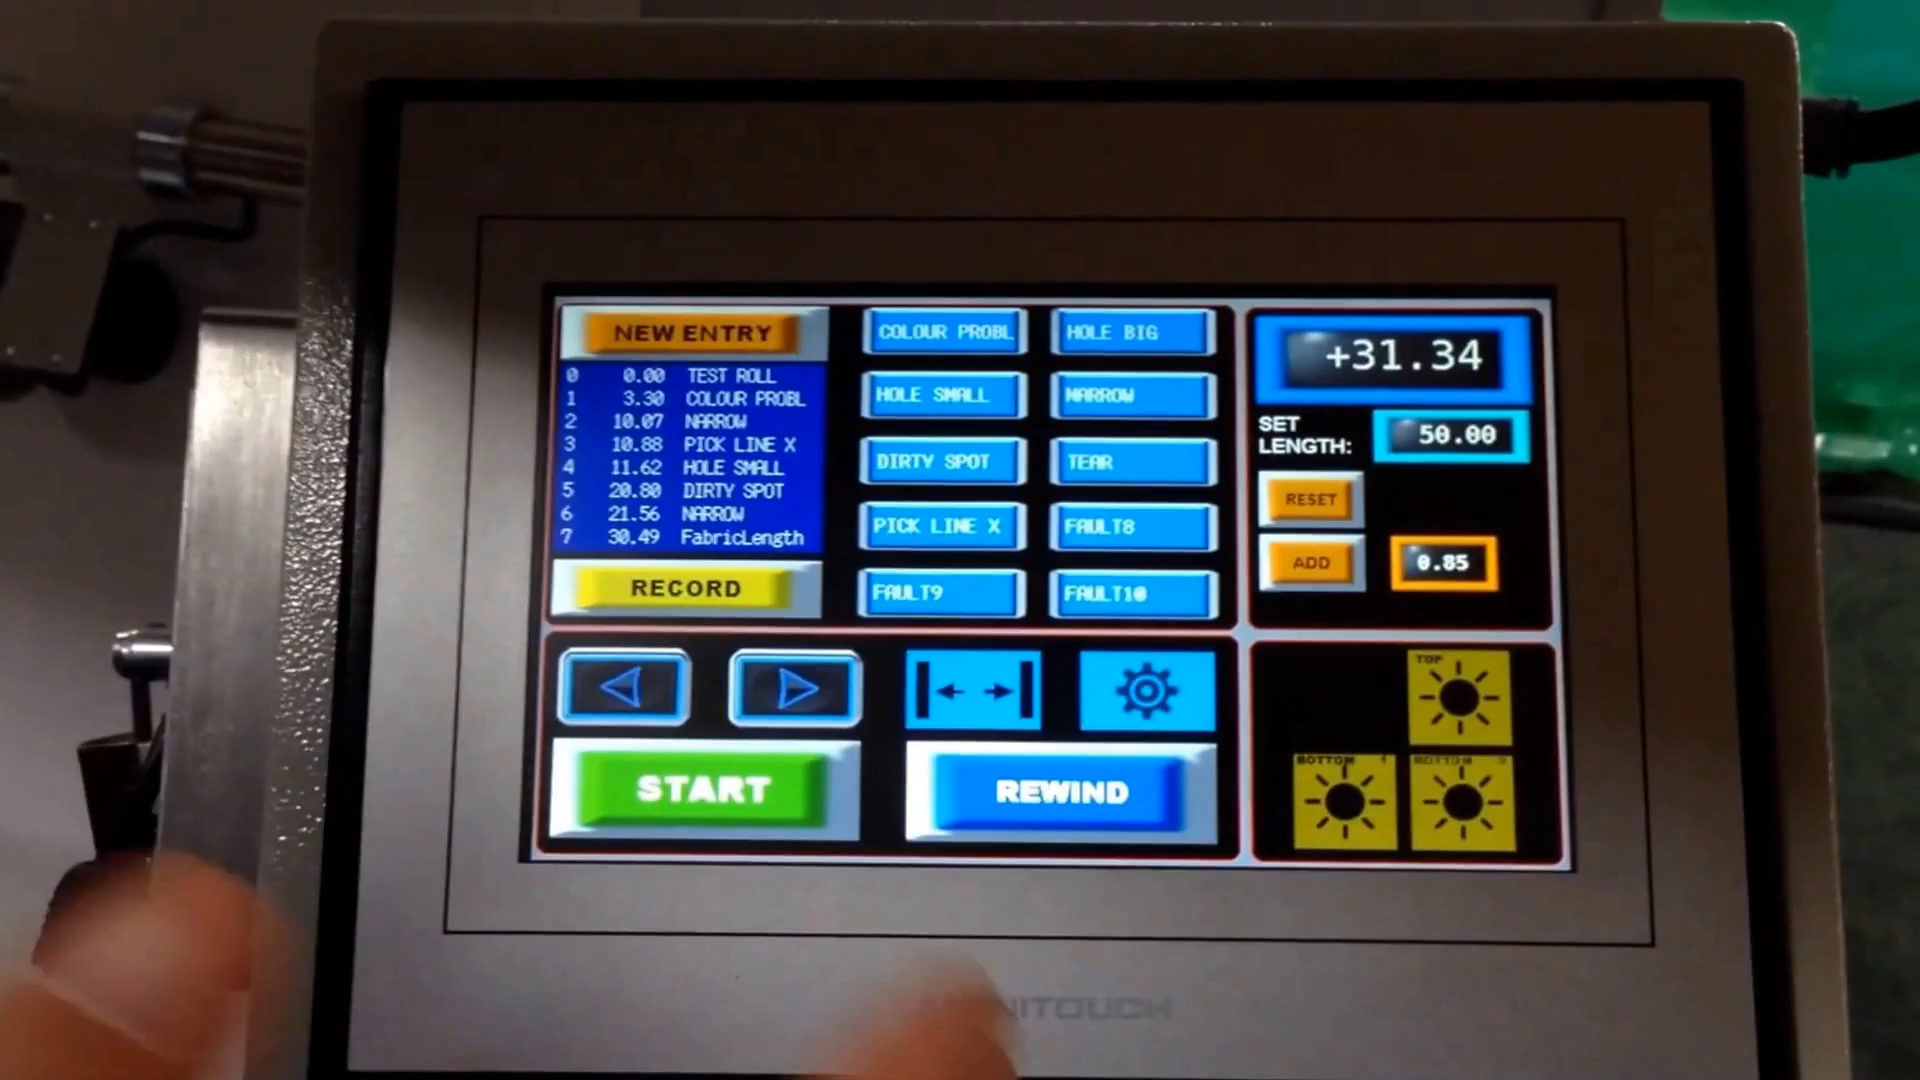 NEW ENTRY
0 0.00 TEST ROLL
1 3.30 COLOUR PROBL
2 10.07 NARROW
3 10.88 PICK LINE X
4 11.62 HOLE SMALL
5 20.80 DIRTY SPOT
6 21.56 NARROW
7 30.49 FabricLength
RECORD
COLOUR PROBL
HOLE BIG
HOLE SMALL
NARROW
DIRTY SPOT
TEAR
PICK LINE X
FAULT8
FAULT9
FAULT10
+31.34
SET
LENGTH:
50.00
RESET
ADD
0.85
START
REWIND
TOP
BOTTOM
BOTTOM